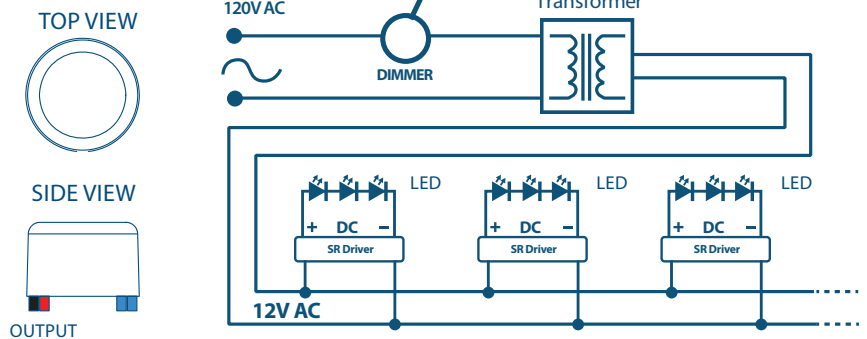 TOP VIEW
120V AC
Transformer
DIMMER
SIDE VIEW
LED
LED
LED
+ DC –
+ DC –
+ DC –
SR Driver
SR Driver
SR Driver
12V AC
OUTPUT